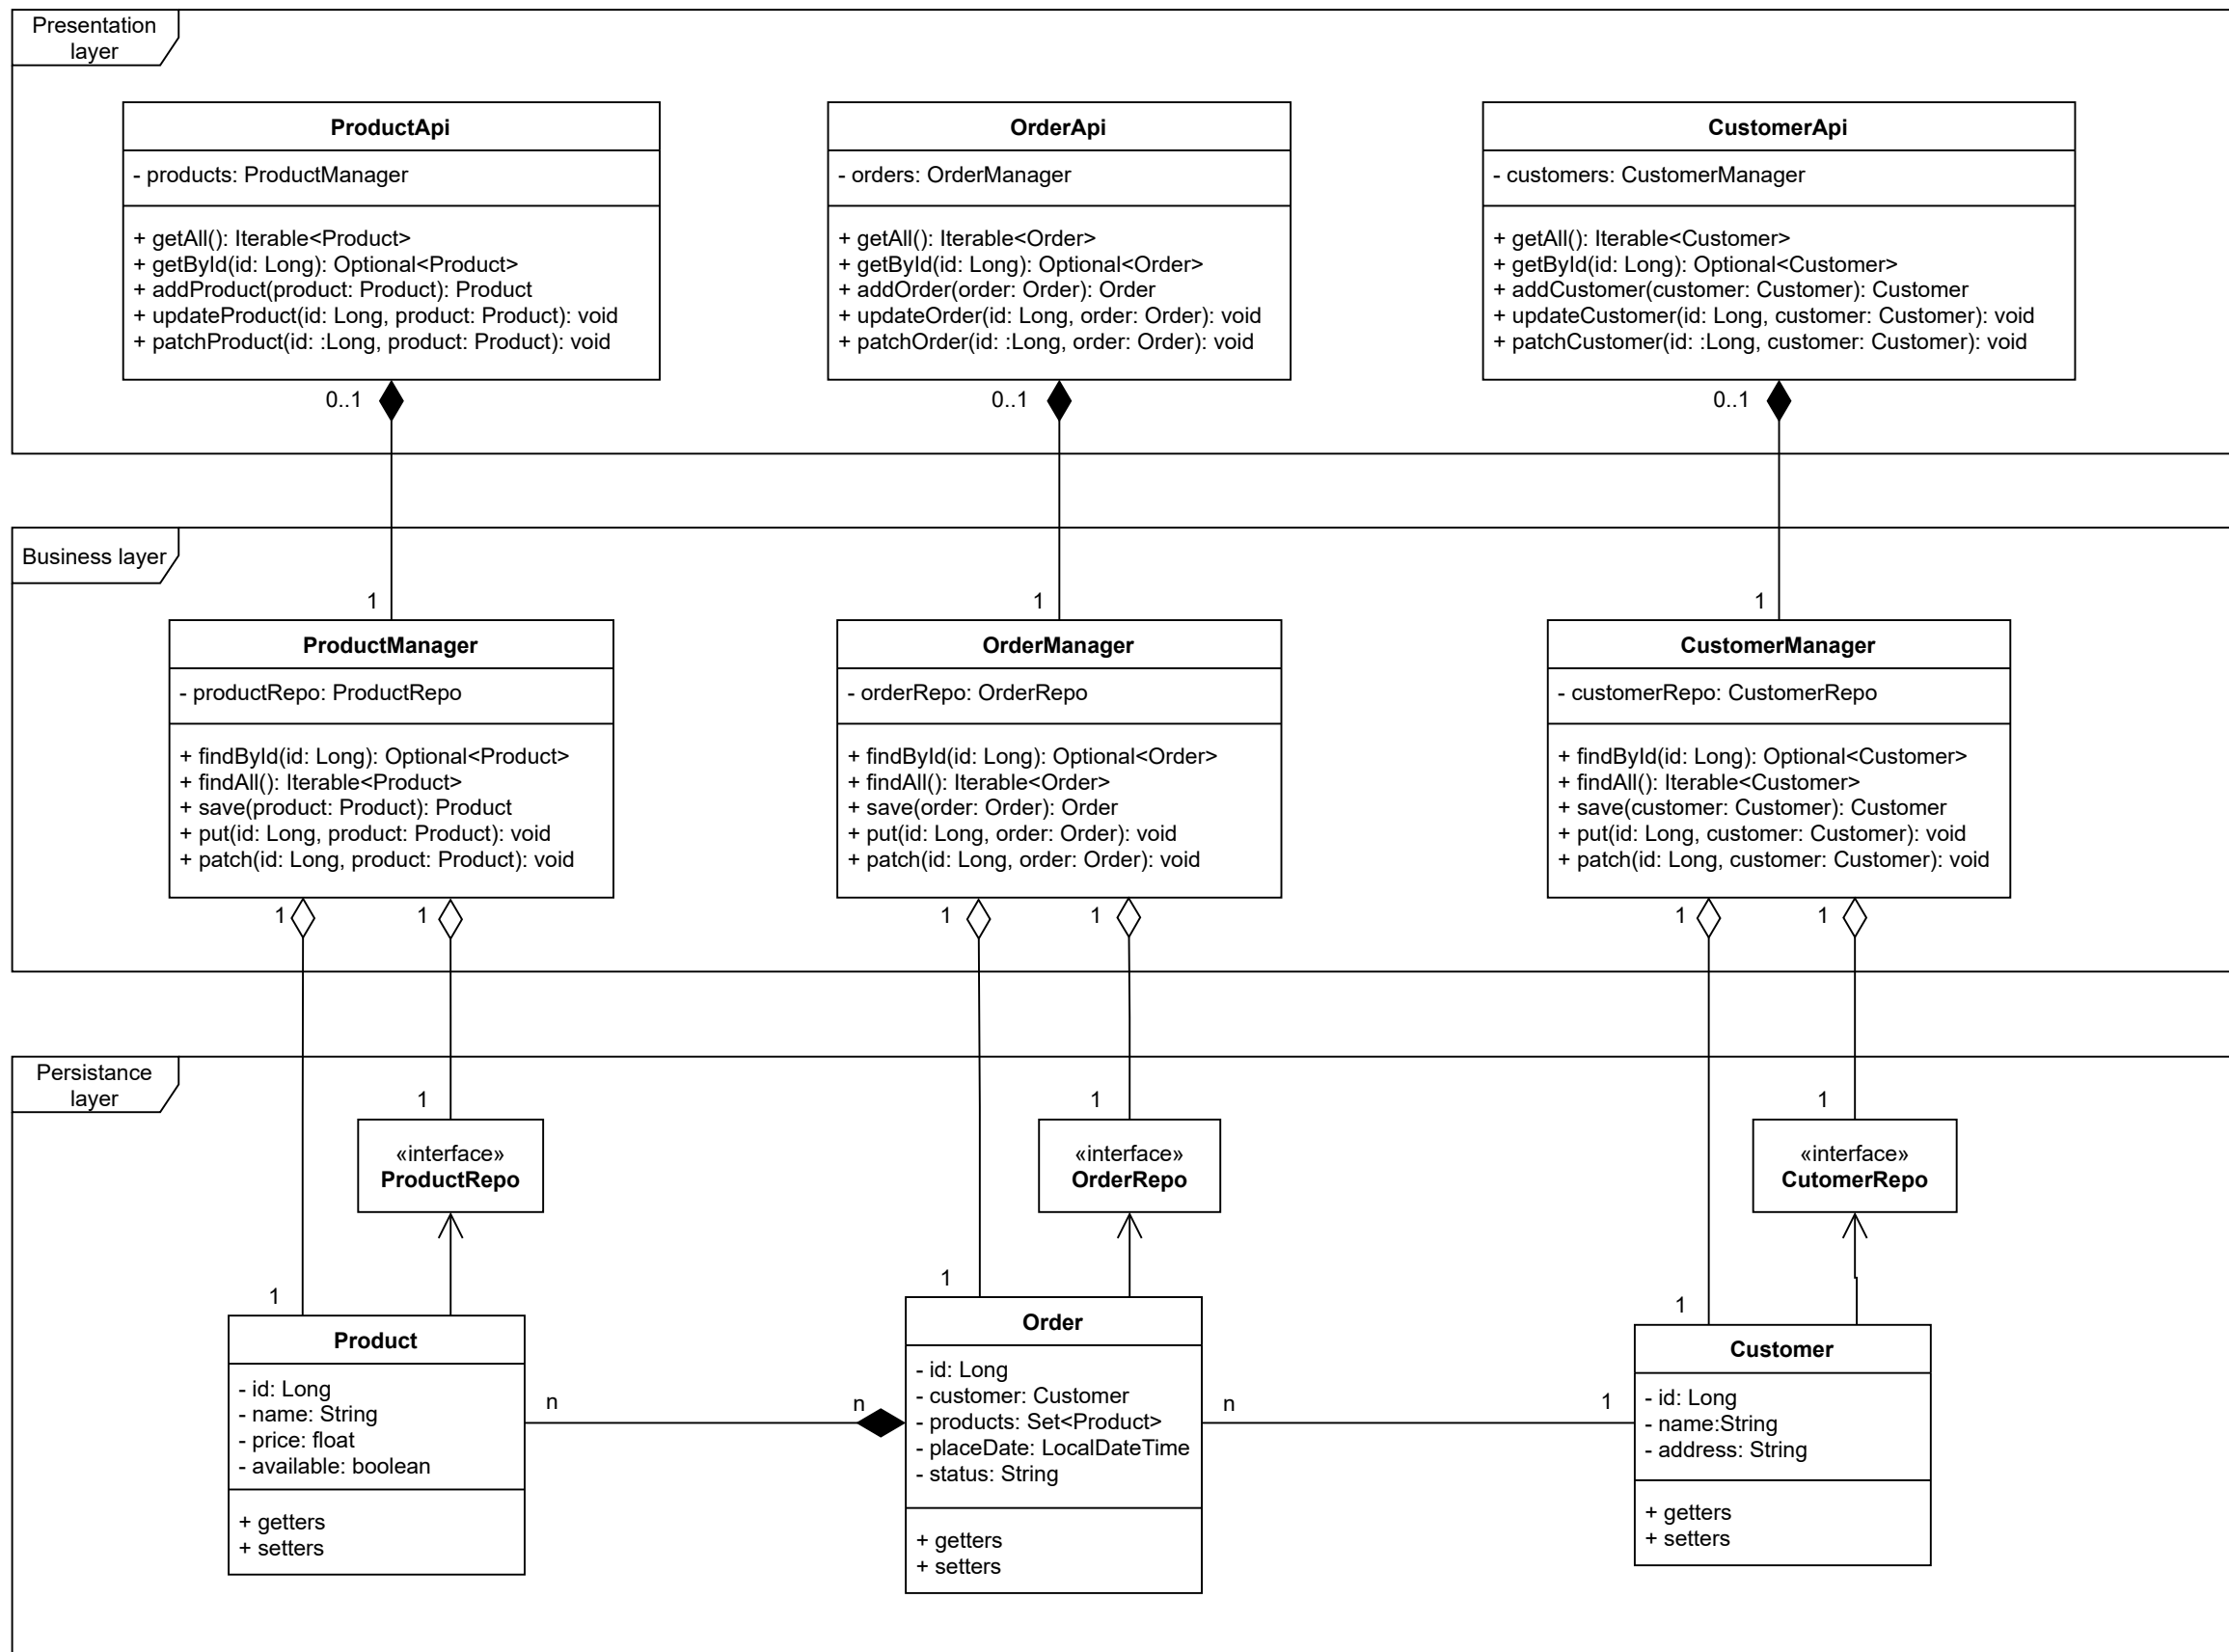 Presentation
layer
ProductApi
- products: ProductManager
+ getAll(): Iterable<Product>
+ getById(id: Long): Optional<Product>
+ addProduct(product: Product): Product
+ updateProduct(id: Long, product: Product): void
+ patchProduct(id: :Long, product: Product): void
0..1
OrderApi
- orders: OrderManager
+ getAll(): Iterable<Order>
+ getById(id: Long): Optional<Order>
+ addOrder(order: Order): Order
+ updateOrder(id: Long, order: Order): void
+ patchOrder(id: :Long, order: Order): void
0..1
CustomerApi
- customers: CustomerManager
+ getAll(): Iterable<Customer>
+ getById(id: Long): Optional<Customer>
+ addCustomer(customer: Customer): Customer
+ updateCustomer(id: Long, customer: Customer): void
+ patchCustomer(id: :Long, customer: Customer): void
0..1
Business layer
1
ProductManager
- productRepo: ProductRepo
+ findById(id: Long): Optional<Product>
+ findAll(): Iterable<Product>
+ save(product: Product): Product
+ put(id: Long, product: Product): void
+ patch(id: Long, product: Product): void
1
1
1
OrderManager
- orderRepo: OrderRepo
+ findById(id: Long): Optional<Order>
+ findAll(): Iterable<Order>
+ save(order: Order): Order
+ put(id: Long, order: Order): void
+ patch(id: Long, order: Order): void
1
1
1
CustomerManager
- customerRepo: CustomerRepo
+ findById(id: Long): Optional<Customer>
+ findAll(): Iterable<Customer>
+ save(customer: Customer): Customer
+ put(id: Long, customer: Customer): void
+ patch(id: Long, customer: Customer): void
1
1
Persistance
layer
1
«interface»
ProductRepo
1
«interface»
OrderRepo
1
«interface»
CutomerRepo
1
Product
- id: Long
- name: String
- price: float
- available: boolean
+ getters
+ setters
n
n
1
Order
- id: Long
- customer: Customer
- products: Set<Product>
- placeDate: LocalDateTime
- status: String
+ getters
+ setters
n
1
1
Customer
- id: Long
- name:String
- address: String
+ getters
+ setters